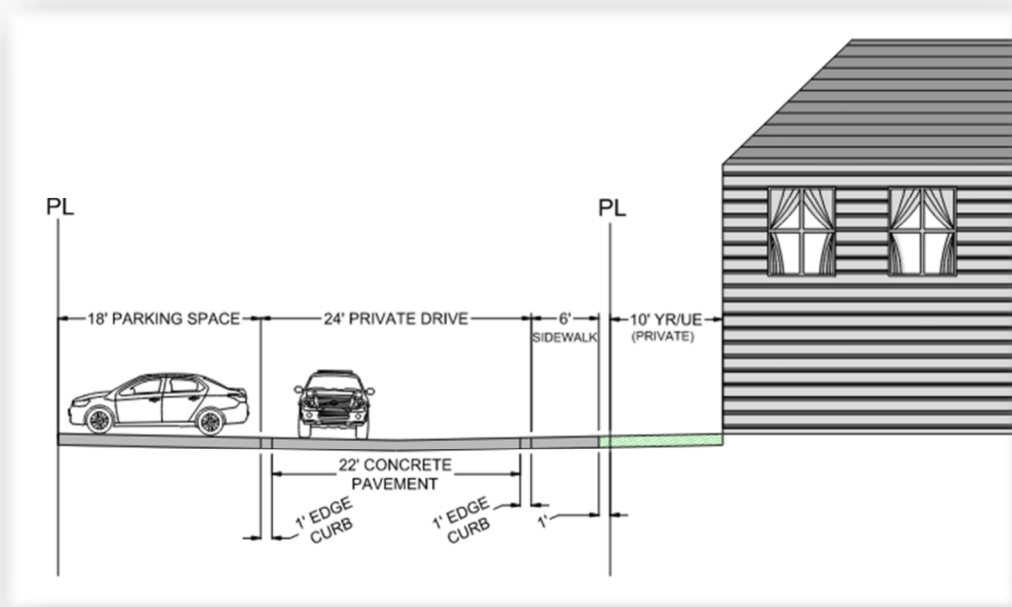 PL
PL
18' PARKING SPACE
24' PRIVATE DRIVE
6'
SIDEWALK
10' YR/UE
(PRIVATE)
22' CONCRETE
PAVEMENT
1' EDGE
CURB
1' EDGE
CURB
1'